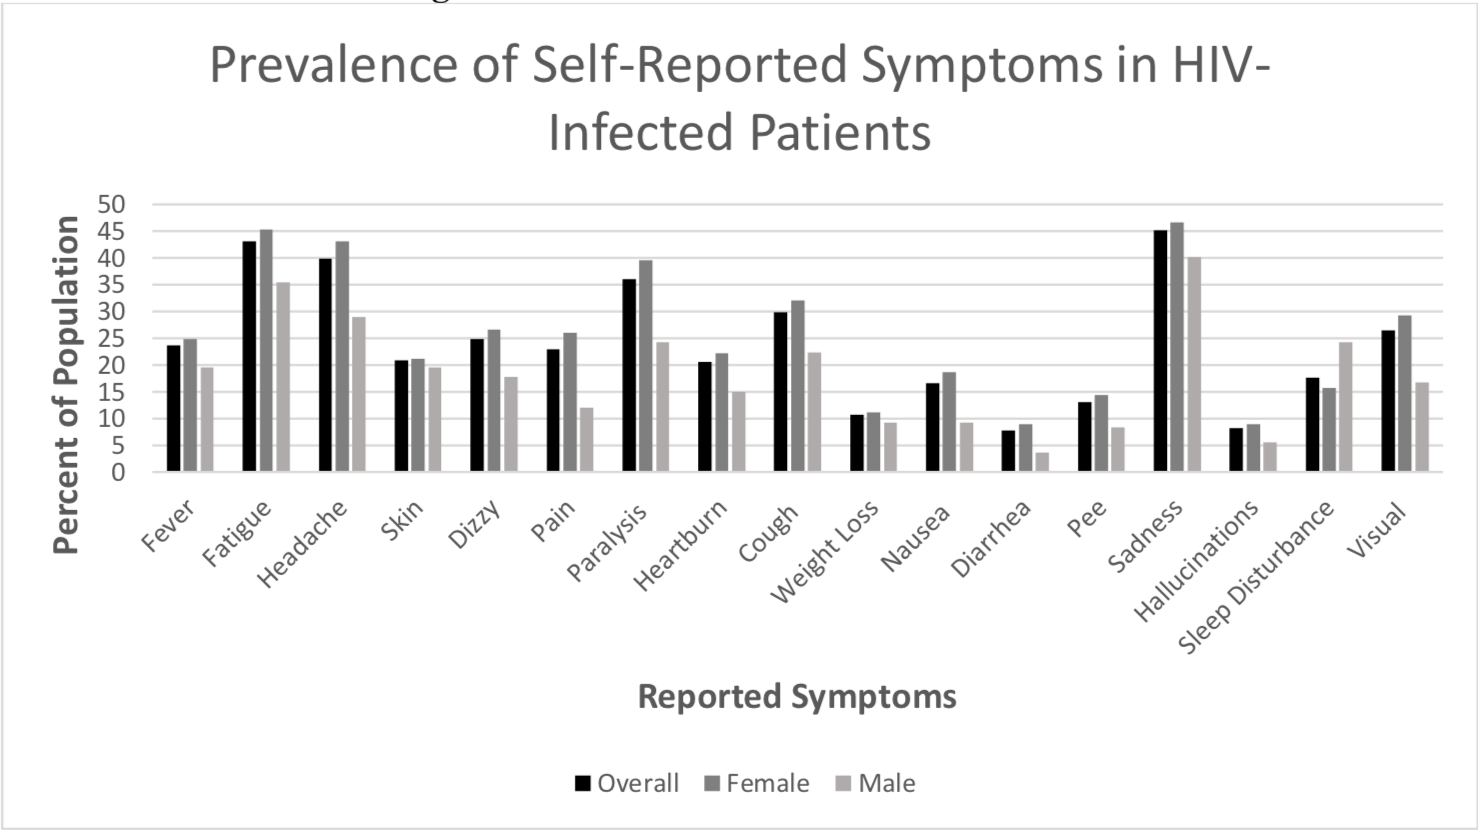 Prevalence of Self-Reported Symptoms in HIV-
Infected Patients
Percent of Population
50
45
40
35
30
25
20
15
10
5
0
Fever
Fatigue
Headache
Skin
Dizzy
Pain
Paralysis
Heartburn
Cough
Weight Loss
Nausea
Diarrhea
Pee
Sadness
Hallucinations
Sleep Disturbance
Visual
Reported Symptoms
Overall Female Male